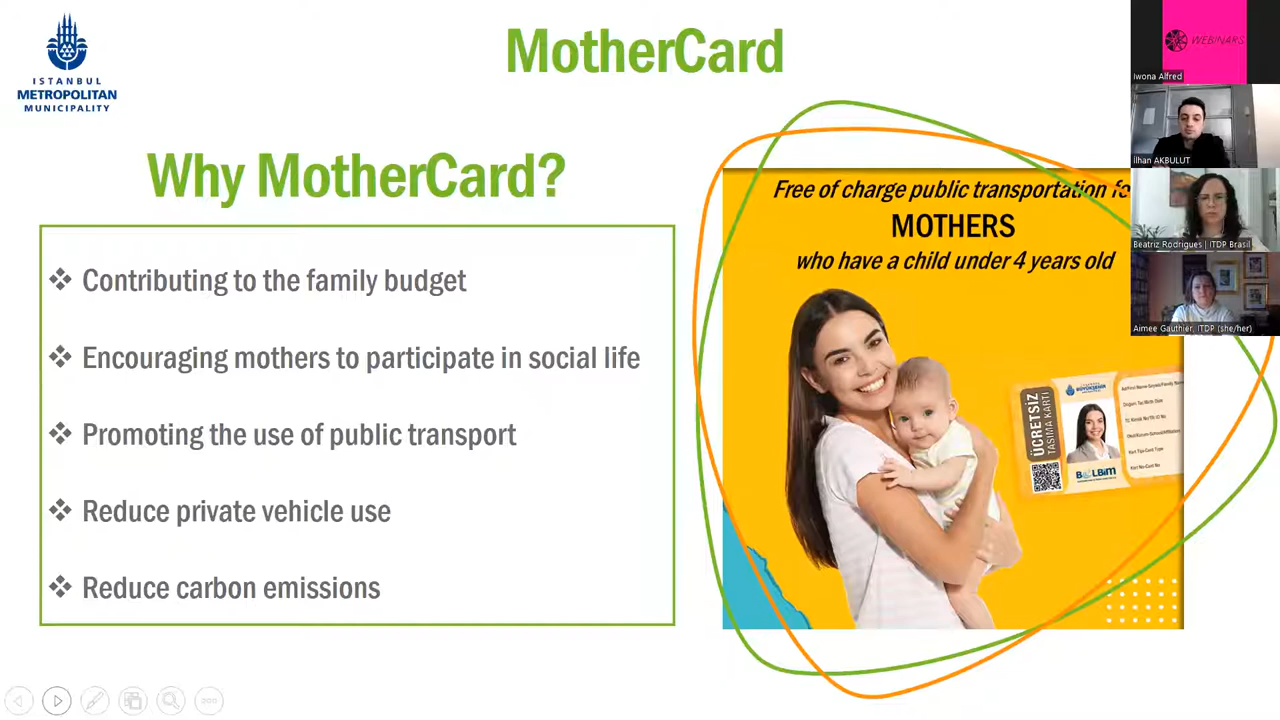 MotherCard
ISTANBUL
METROPOLITAN
MUNICIPALITY
Why MotherCard?
Contributing to the family budget
Encouraging mothers to participate in social life
Promoting the use of public transport
Reduce private vehicle use
Reduce carbon emissions
Free of charge public transportation fo
MOTHERS
who have a child under 4 years old
ÜCRETSİZ
TAŞIMA KARTI
BÜYÜKŞEHİR
BELBİM
WEBINARS
Iwona Alfred
İlhan AKBULUT
Beatriz Rodrigues | ITDP Brasil
Aimee Gauthier, ITDP (she/her)